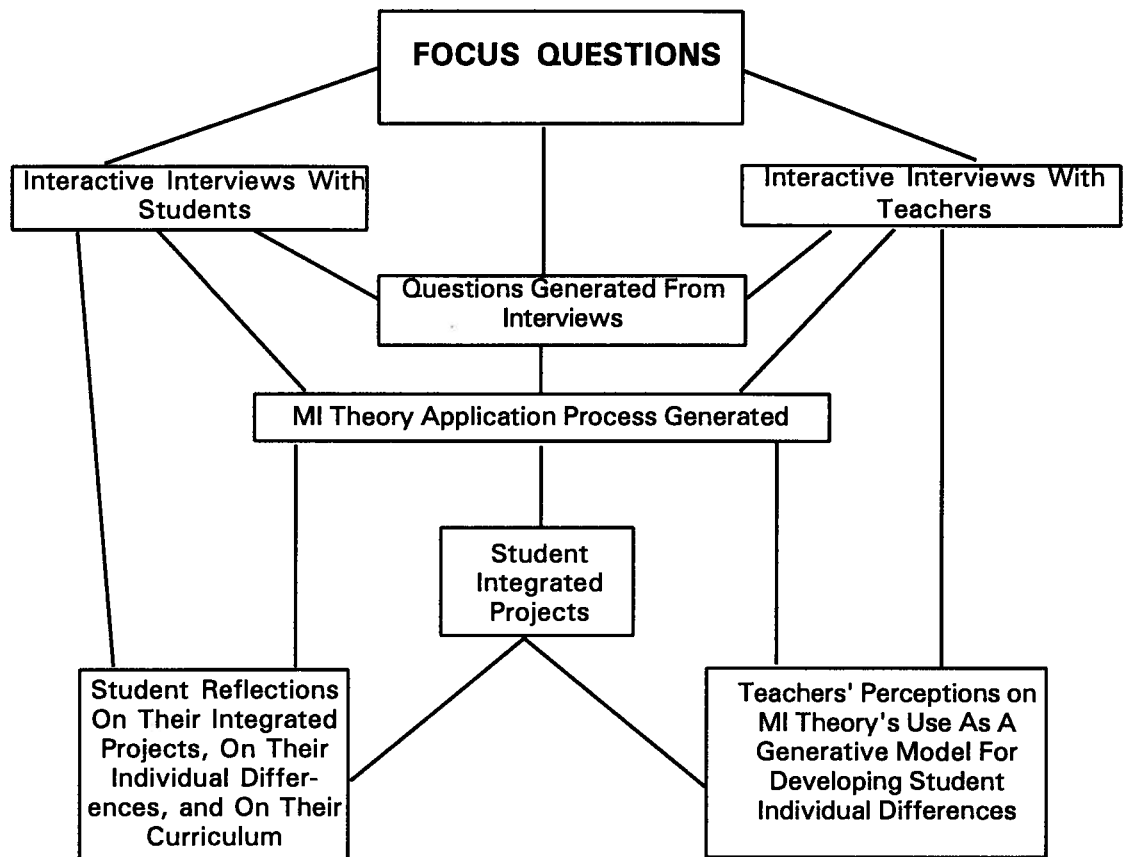 FOCUS QUESTIONS
Interactive Interviews With
Students
Interactive Interviews With
Teachers
Questions Generated From
Interviews
MI Theory Application Process Generated
Student
Integrated
Projects
Student Reflections
On Their Integrated
Projects, On Their
Individual Differ-
ences, and On Their
Curriculum
Teachers' Perceptions on
MI Theory's Use As A
Generative Model For
Developing Student
Individual Differences